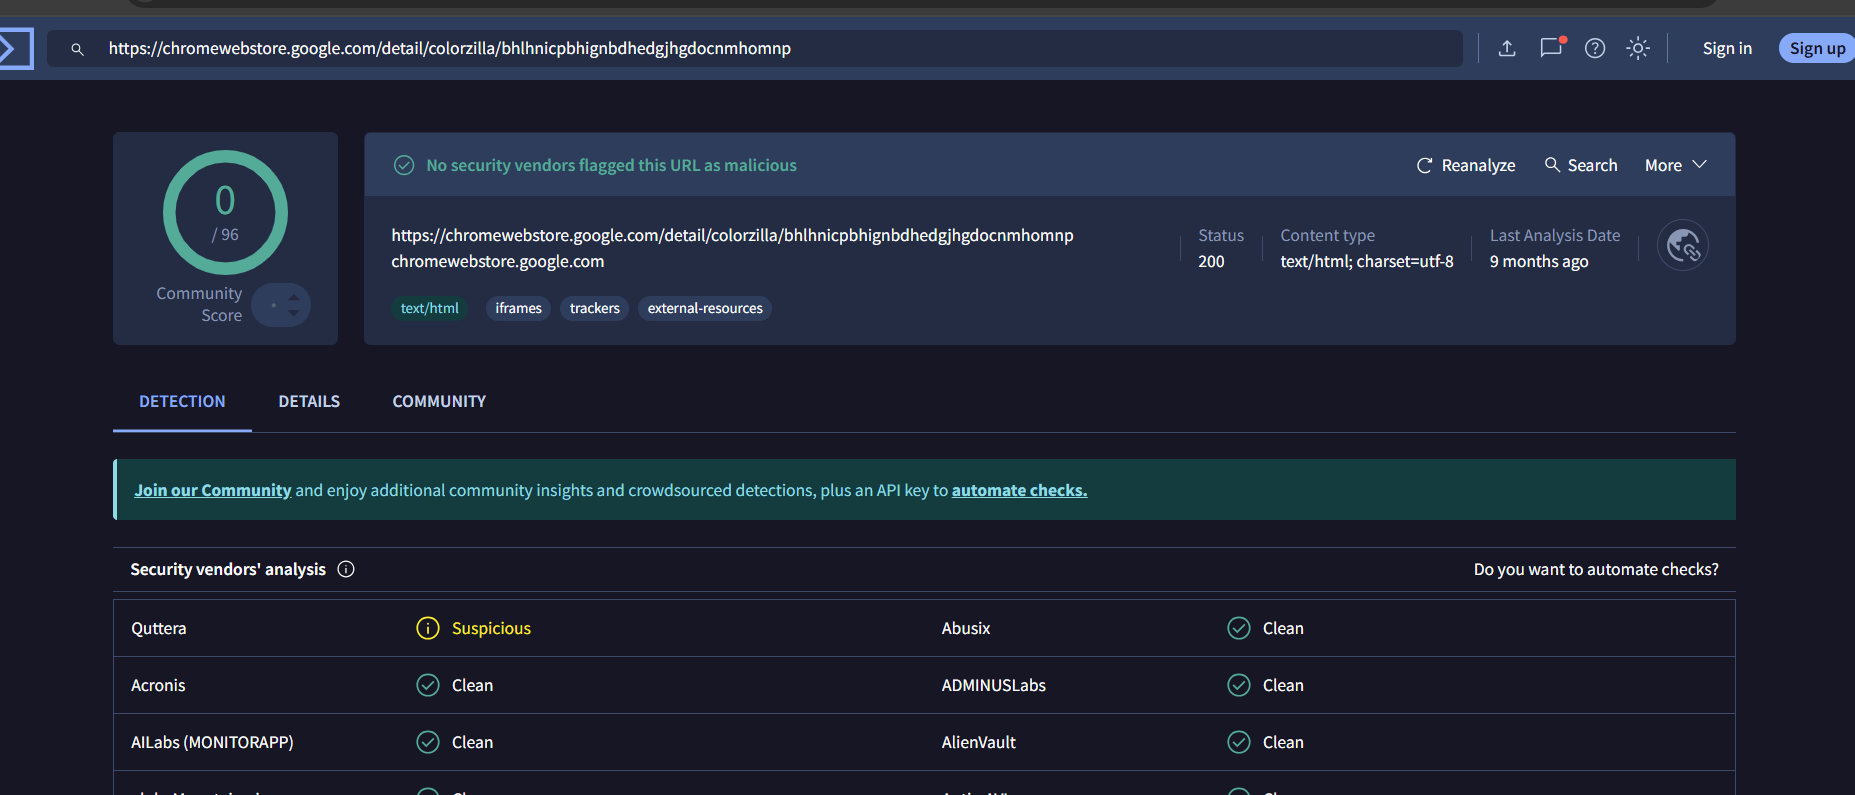 https://chromewebstore.google.com/detail/colorzilla/bhlhnicpbhignbdhedgjhgdocnmhomnp
Sign in
Sign up
0
/ 96
Community
Score
No security vendors flagged this URL as malicious
Reanalyze
Search
More
https://chromewebstore.google.com/detail/colorzilla/bhlhnicpbhignbdhedgjhgdocnmhomnp
chromewebstore.google.com
Status
200
Content type
text/html; charset=utf-8
Last Analysis Date
9 months ago
text/html
iframes
trackers
external-resources
DETECTION
DETAILS
COMMUNITY
Join our Community and enjoy additional community insights and crowdsourced detections, plus an API key to automate checks.
Security vendors' analysis
Do you want to automate checks?
Quttera
Suspicious
Abusix
Clean
Acronis
Clean
ADMINUSLabs
Clean
AILabs (MONITORAPP)
Clean
AlienVault
Clean